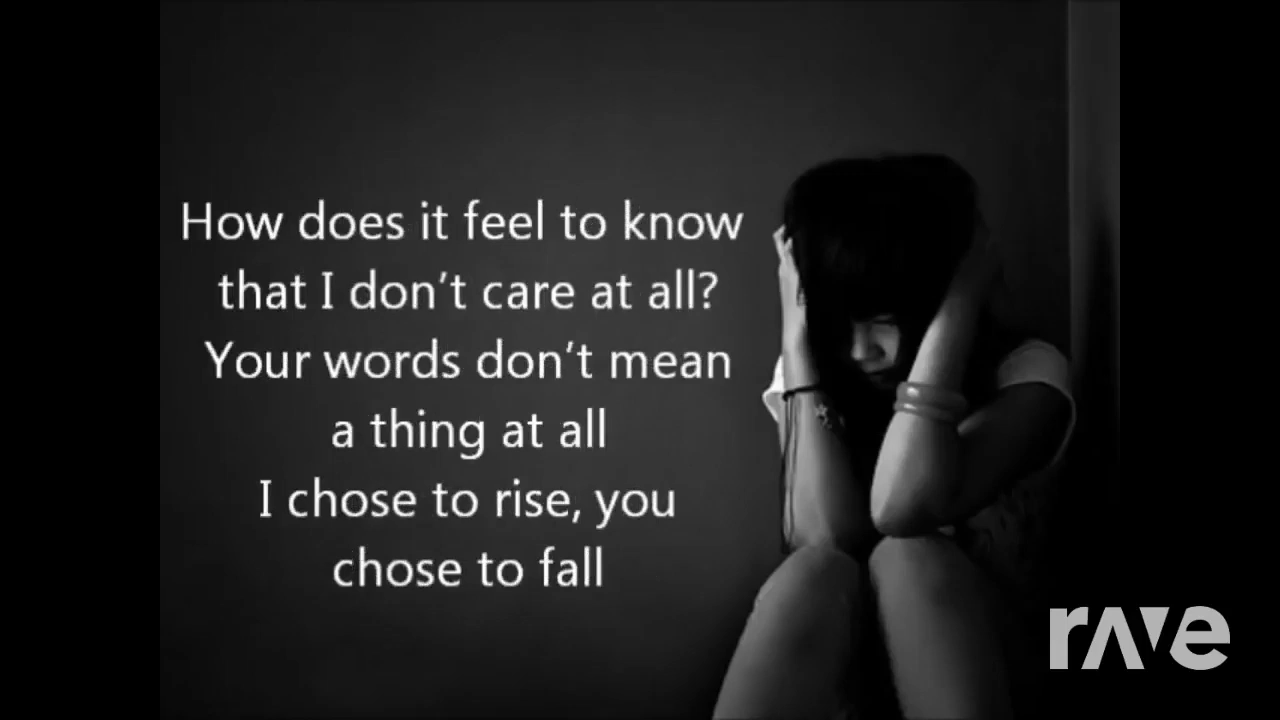 How does it feel to know
that I don’t care at all?
Your words don’t mean
a thing at all
I chose to rise, you
chose to fall
rave